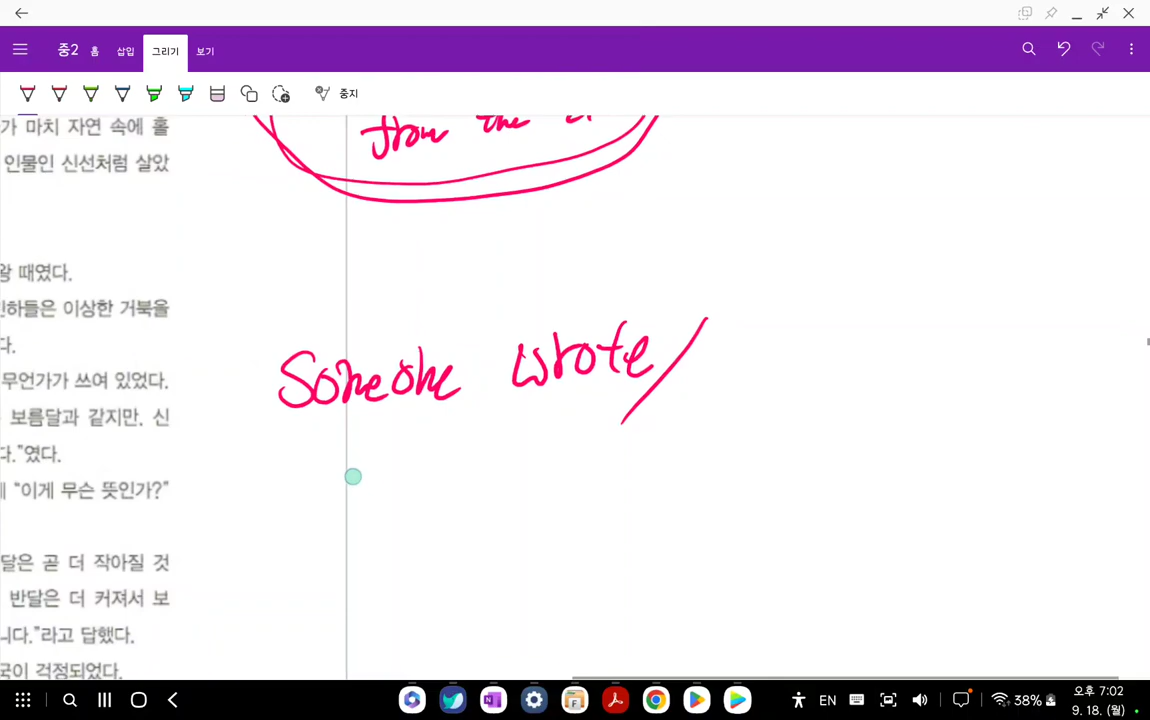 중2 홈 삽입 그리기 보기
중지
가 마치 자연 속에 홀
인물인 신선처럼 살았
from the
왕 때였다.
신하들은 이상한 거북을
다.
무언가가 쓰여 있었다.
보름달과 같지만, 신
다.”였다.
“이게 무슨 뜻인가?”
달은 곧 더 작아질 것
반달은 더 커져서 보
니다.”라고 답했다.
국이 걱정되었다.
Someone wrote/
EN 38% 오후 7:02
9. 18. (월)